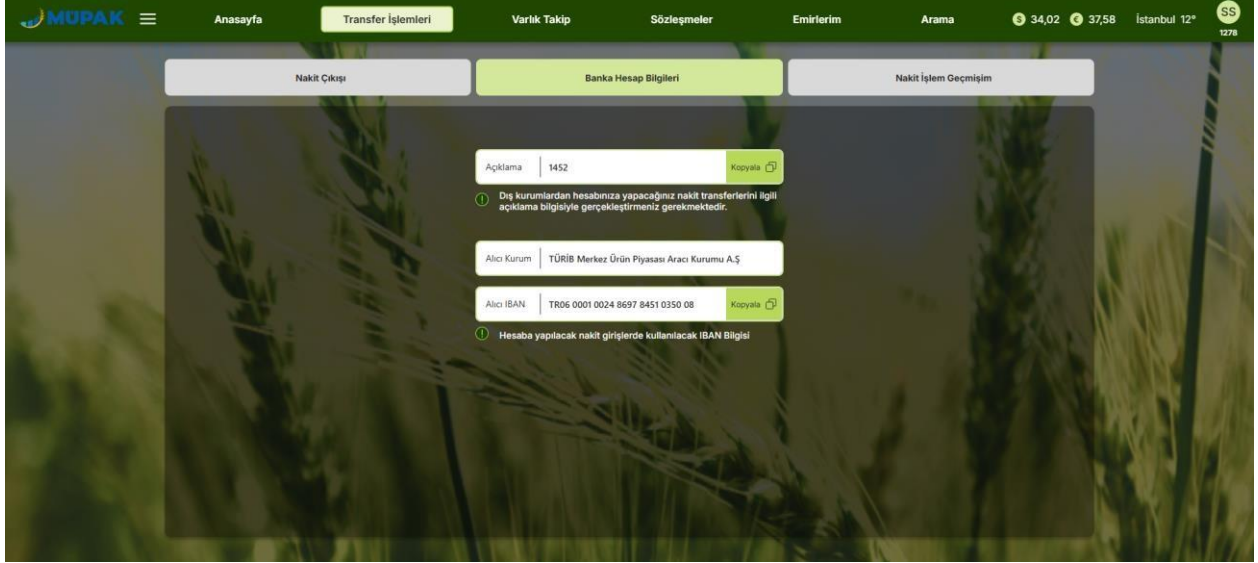 MÜPAK
Anasayfa Transfer İşlemleri Varlık Takip Sözleşmeler Emirlerim Arama $ 34,02 € 37,58 İstanbul 12° SS
1278
Nakit Çıkışı Banka Hesap Bilgileri Nakit İşlem Geçmişim
Açıklama 1452 Kopyala
Dış kurumlardan hesabınıza yapacağınız nakit transferlerini ilgili
açıklama bilgisiyle gerçekleştirmeniz gerekmektedir.
Alıcı Kurum TÜRİB Merkez Ürün Piyasası Aracı Kurumu A.Ş
Alıcı IBAN TR06 0001 0024 8697 8451 0350 08 Kopyala
Hesaba yapılacak nakit girişlerde kullanılacak IBAN Bilgisi